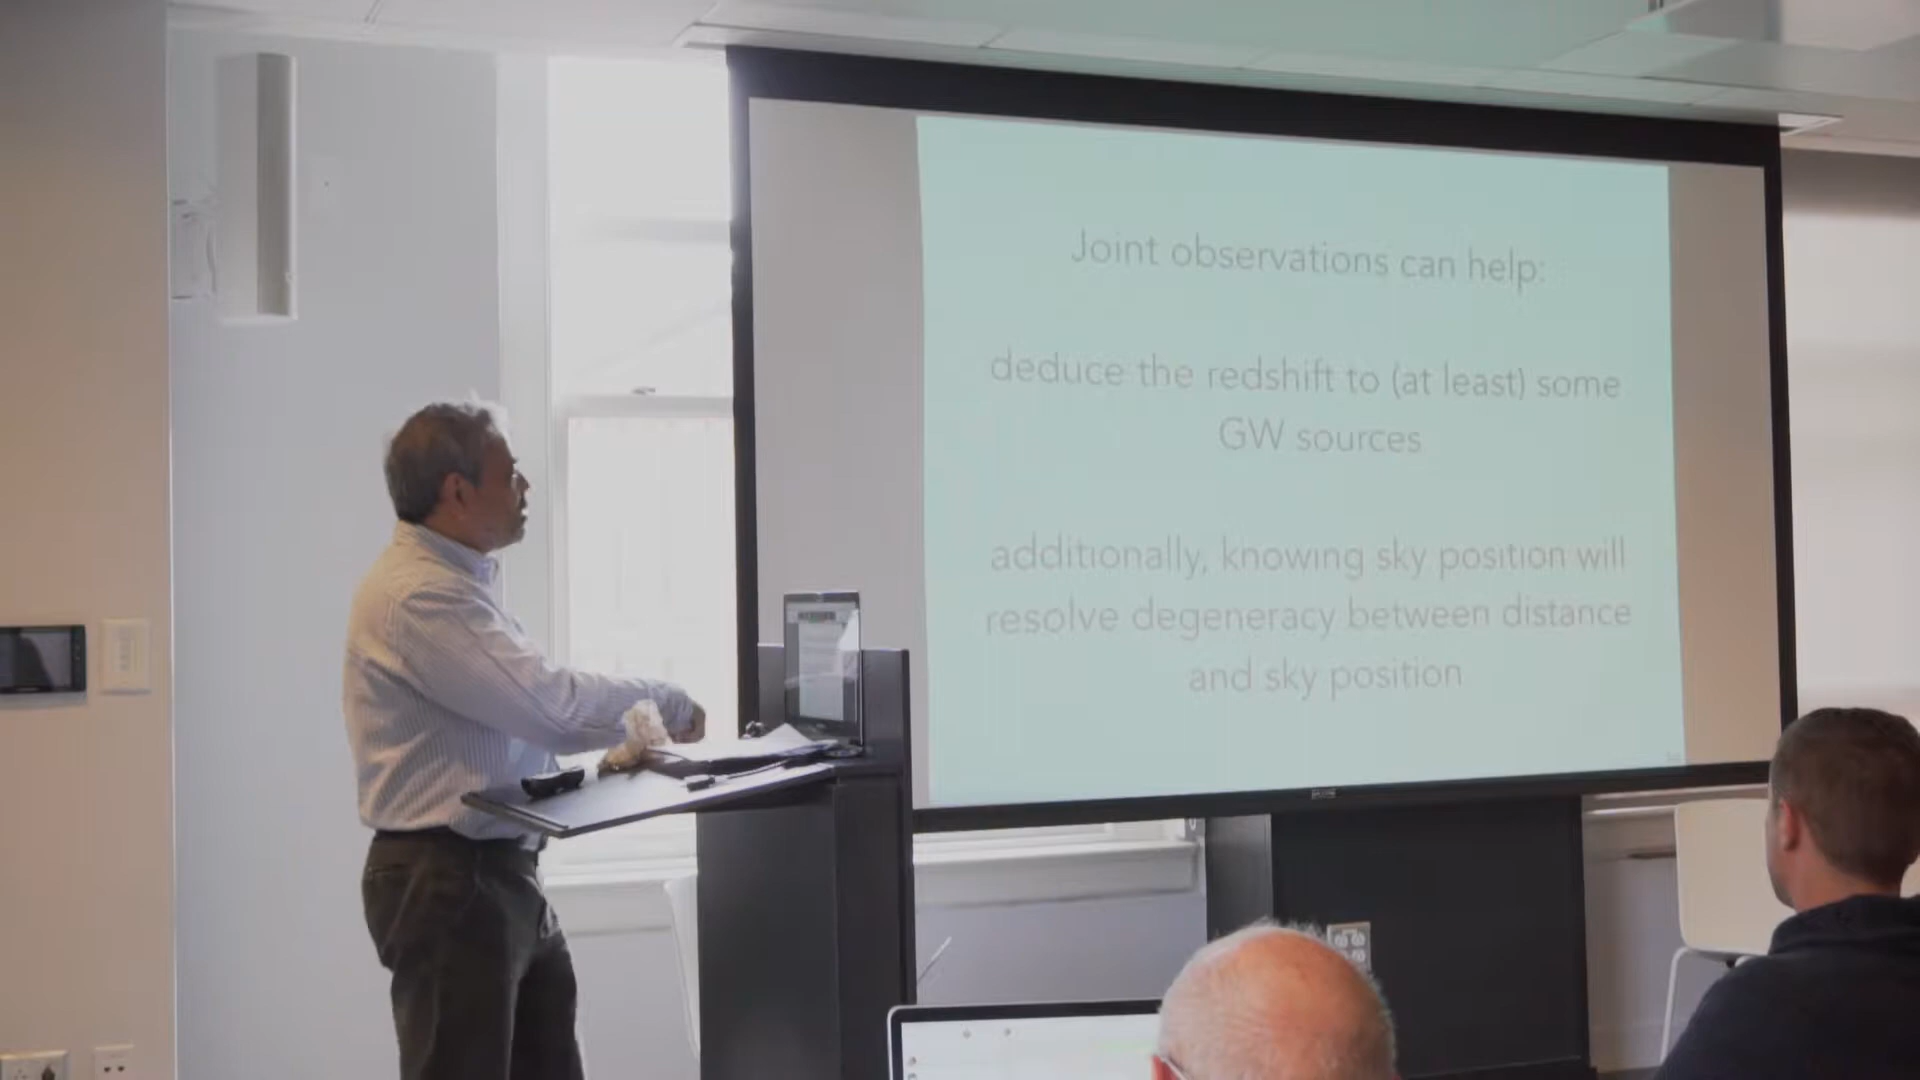 Joint observations can help:
deduce the redshift to (at least) some
GW sources
additionally, knowing sky position will
resolve degeneracy between distance
and sky position